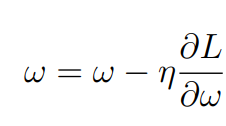 ω = ω − η ∂L/∂ω